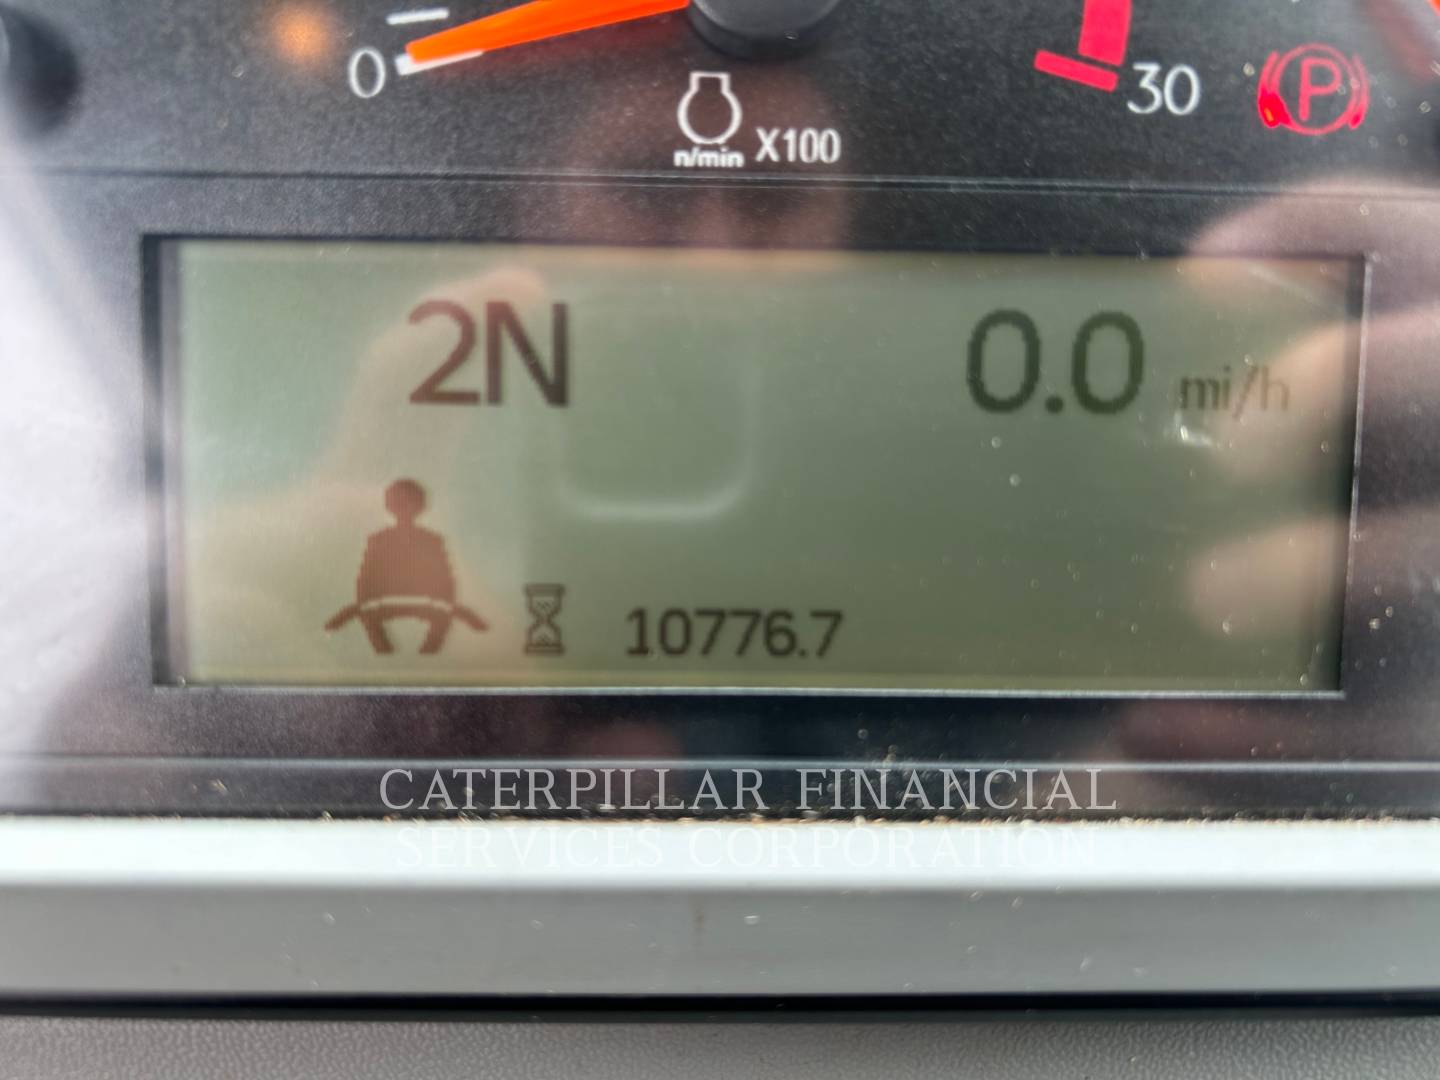 0 30 P
n/min X100
2N 0.0 mi/h
10776.7
CATERPILLAR FINANCIAL
SERVICES CORPORATION